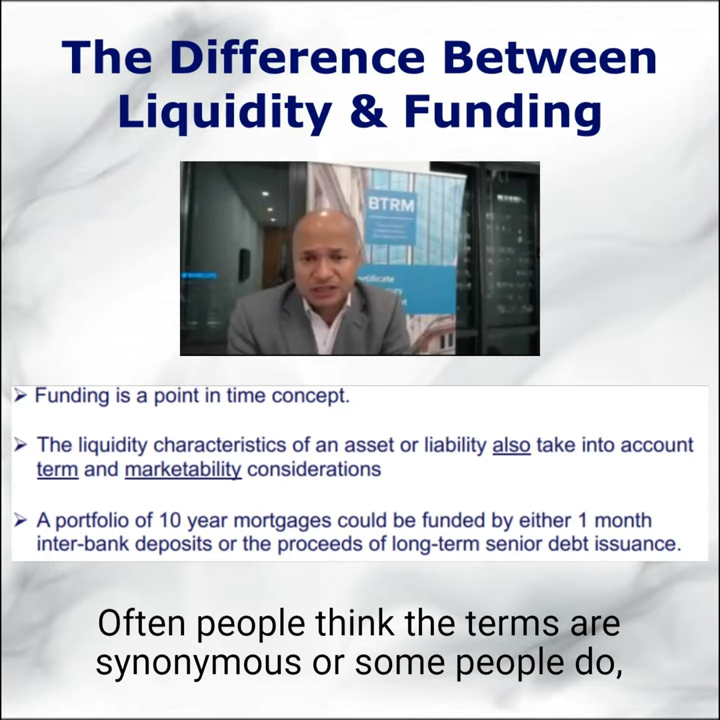 The Difference Between
Liquidity & Funding
BTRM
➢ Funding is a point in time concept.
➢ The liquidity characteristics of an asset or liability also take into account
term and marketability considerations
➢ A portfolio of 10 year mortgages could be funded by either 1 month
inter-bank deposits or the proceeds of long-term senior debt issuance.
Often people think the terms are
synonymous or some people do,